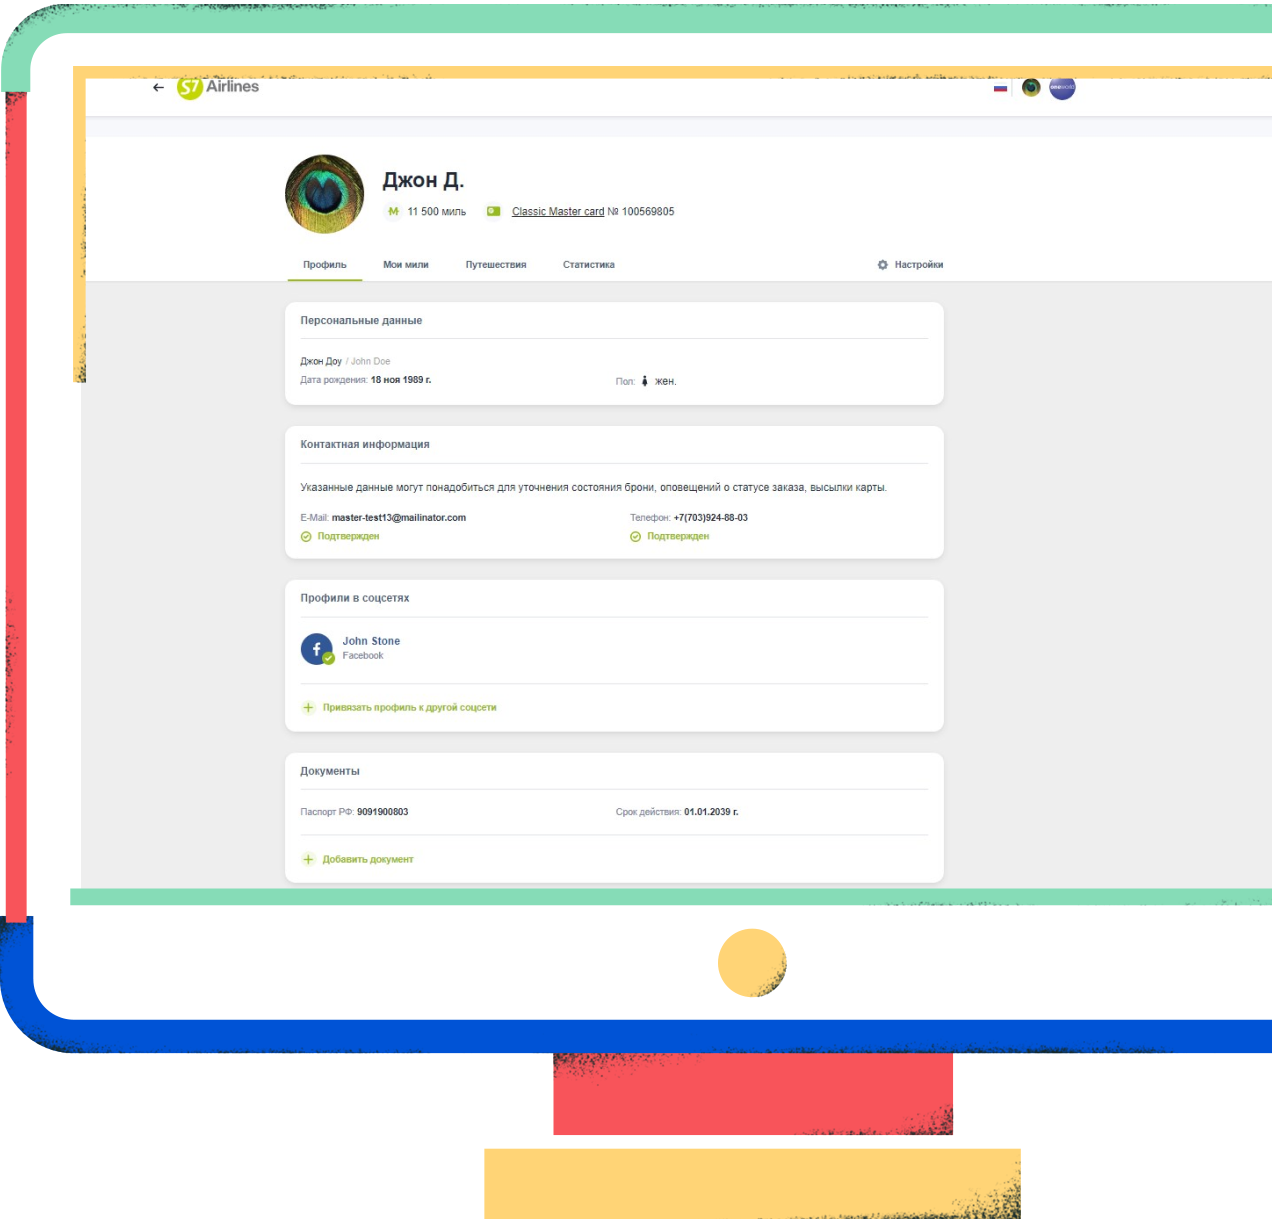 ← S7 Airlines
oneworld
Джон Д.
11 500 миль Classic Master card № 100569805
Профиль Мои мили Путешествия Статистика Настройки
Персональные данные
Джон Доу / John Doe
Дата рождения: 18 ноя 1989 г. Пол: жен.
Контактная информация
Указанные данные могут понадобиться для уточнения состояния брони, оповещений о статусе заказа, высылки карты.
E-Mail: master-test13@mailinator.com Телефон: +7(703)924-88-03
Подтвержден Подтвержден
Профили в соцсетях
John Stone
Facebook
Привязать профиль к другой соцсети
Документы
Паспорт РФ: 9091900803 Срок действия: 01.01.2039 г.
Добавить документ